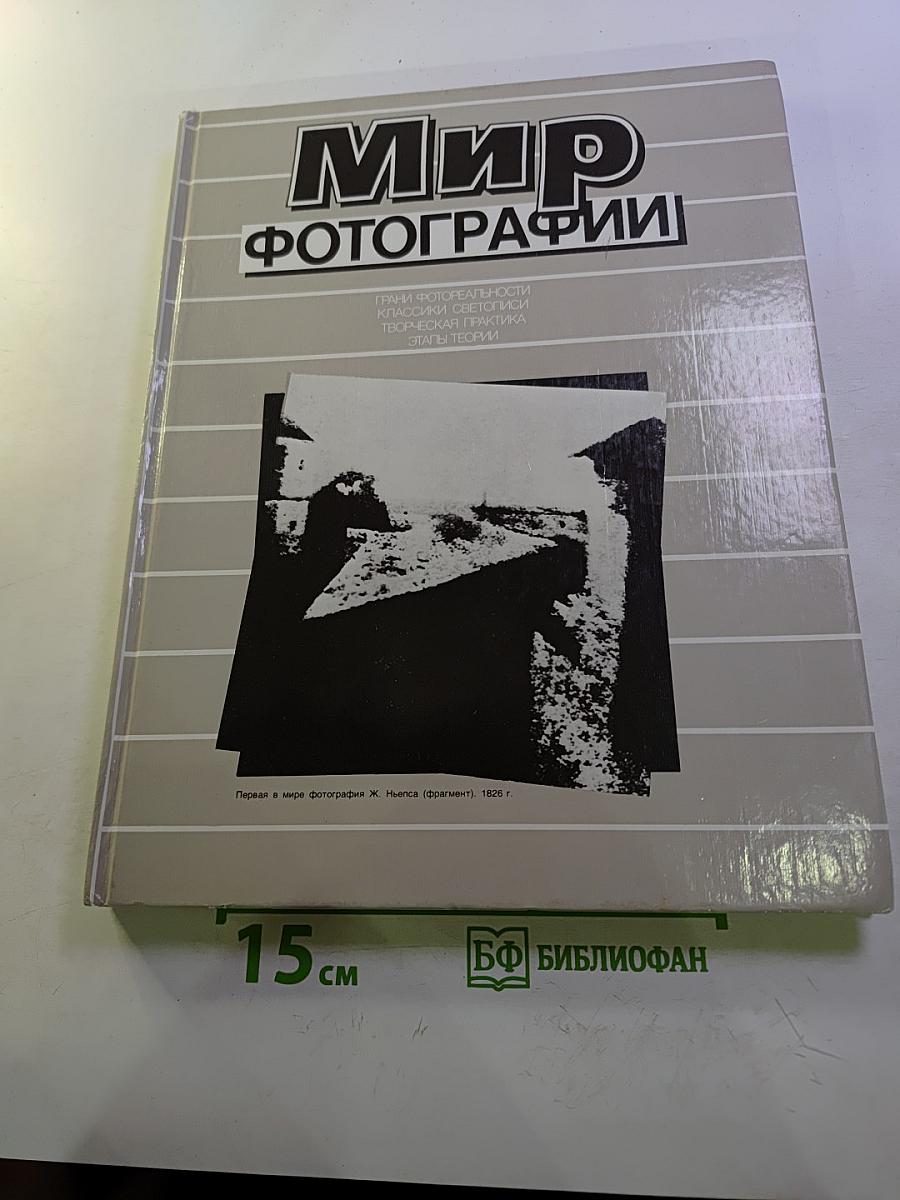 Мир
ФОТОГРАФИИ
ГРАНИ ФОТОРЕАЛЬНОСТИ
КЛАССИКИ СВЕТОПИСИ
ТВОРЧЕСКАЯ ПРАКТИКА
ЭТАПЫ ТЕОРИИ
Первая в мире фотография Ж. Ньепса (фрагмент). 1826 г.
15 см
БФ БИБЛИОФАН